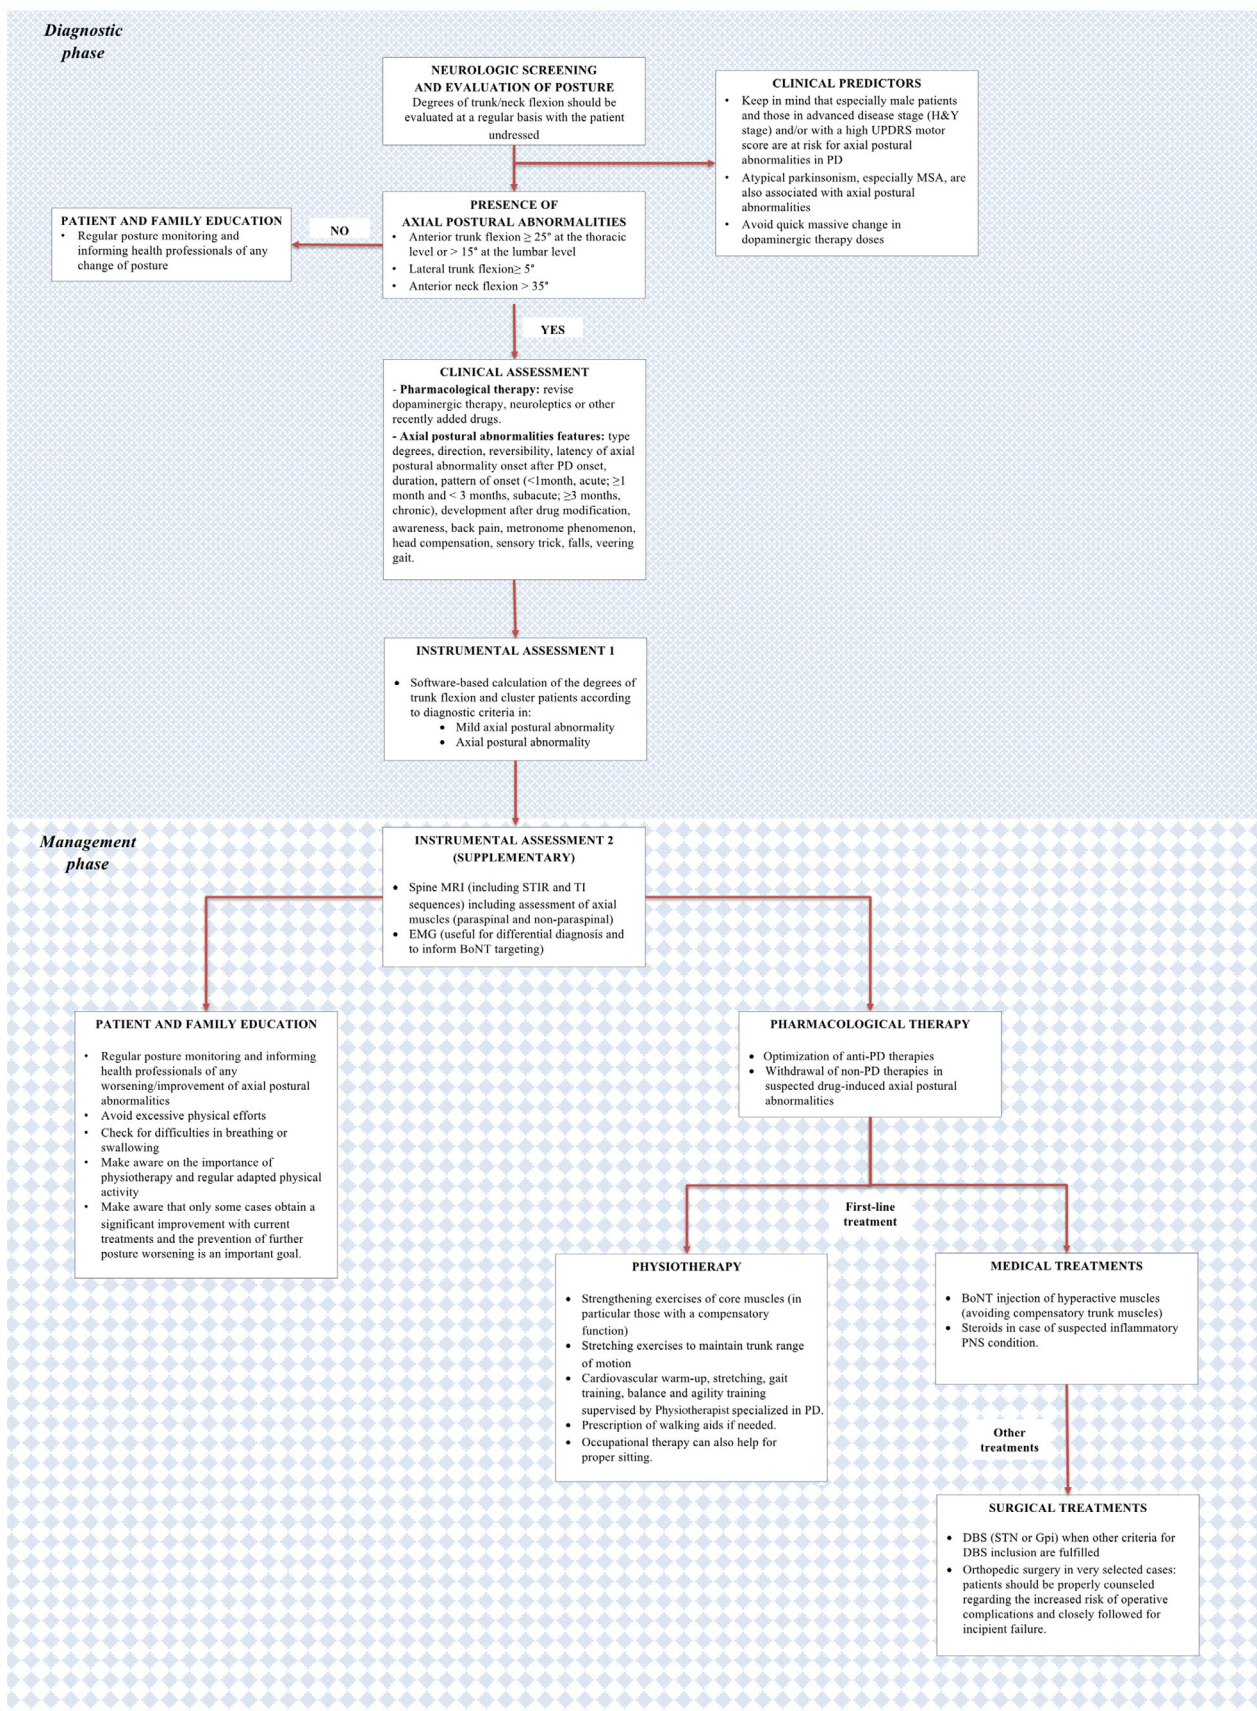 Diagnostic
phase
NEUROLOGIC SCREENING
AND EVALUATION OF POSTURE
Degrees of trunk/neck flexion should be
evaluated at a regular basis with the patient
undressed
CLINICAL PREDICTORS
• Keep in mind that especially male patients
and those in advanced disease stage (H&Y
stage) and/or with a high UPDRS motor
score are at risk for axial postural
abnormalities in PD
• Atypical parkinsonism, especially MSA, are
also associated with axial postural
abnormalities
• Avoid quick massive change in
dopaminergic therapy doses
PRESENCE OF
AXIAL POSTURAL ABNORMALITIES
• Anterior trunk flexion ≥ 25° at the thoracic
level or > 15° at the lumbar level
• Lateral trunk flexion≥ 5°
• Anterior neck flexion > 35°
NO
PATIENT AND FAMILY EDUCATION
• Regular posture monitoring and
informing health professionals of any
change of posture
YES
CLINICAL ASSESSMENT
- Pharmacological therapy: revise
dopaminergic therapy, neuroleptics or other
recently added drugs.
- Axial postural abnormalities features: type
degrees, direction, reversibility, latency of axial
postural abnormality onset after PD onset,
duration, pattern of onset (<1month, acute; ≥1
month and < 3 months, subacute; ≥3 months,
chronic), development after drug modification,
awareness, back pain, metronome phenomenon,
head compensation, sensory trick, falls, veering
gait.
INSTRUMENTAL ASSESSMENT 1
• Software-based calculation of the degrees of
trunk flexion and cluster patients according
to diagnostic criteria in:
• Mild axial postural abnormality
• Axial postural abnormality
Management
phase
INSTRUMENTAL ASSESSMENT 2
(SUPPLEMENTARY)
• Spine MRI (including STIR and TI
sequences) including assessment of axial
muscles (paraspinal and non-paraspinal)
• EMG (useful for differential diagnosis and
to inform BoNT targeting)
PATIENT AND FAMILY EDUCATION
• Regular posture monitoring and informing
health professionals of any
worsening/improvement of axial postural
abnormalities
• Avoid excessive physical efforts
• Check for difficulties in breathing or
swallowing
• Make aware on the importance of
physiotherapy and regular adapted physical
activity
• Make aware that only some cases obtain a
significant improvement with current
treatments and the prevention of further
posture worsening is an important goal.
PHARMACOLOGICAL THERAPY
• Optimization of anti-PD therapies
• Withdrawal of non-PD therapies in
suspected drug-induced axial postural
abnormalities
First-line
treatment
PHYSIOTHERAPY
• Strengthening exercises of core muscles (in
particular those with a compensatory
function)
• Stretching exercises to maintain trunk range
of motion
• Cardiovascular warm-up, stretching, gait
training, balance and agility training
supervised by Physiotherapist specialized in PD.
• Prescription of walking aids if needed.
• Occupational therapy can also help for
proper sitting.
MEDICAL TREATMENTS
• BoNT injection of hyperactive muscles
(avoiding compensatory trunk muscles)
• Steroids in case of suspected inflammatory
PNS condition.
Other
treatments
SURGICAL TREATMENTS
• DBS (STN or Gpi) when other criteria for
DBS inclusion are fulfilled
• Orthopedic surgery in very selected cases:
patients should be properly counseled
regarding the increased risk of operative
complications and closely followed for
incipient failure.